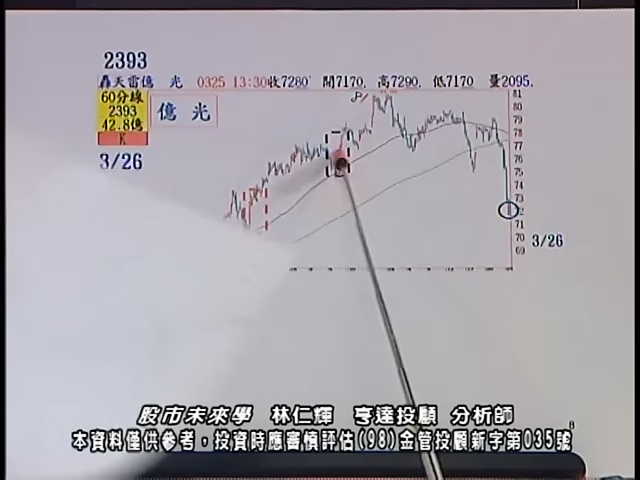 2393
轟天雷億 光 0325 13:30收7280 開7170. 高7290. 低7170 量2095.
60分線
2393
42.8億
K
億 光
3/26
81
80
79
78
77
76
75
74
73
72
71
70
69
3/26
股市未來學 林仁輝 亨達投顧 分析師
本資料僅供參考，投資時應審慎評估(98)金管投顧新字第035號